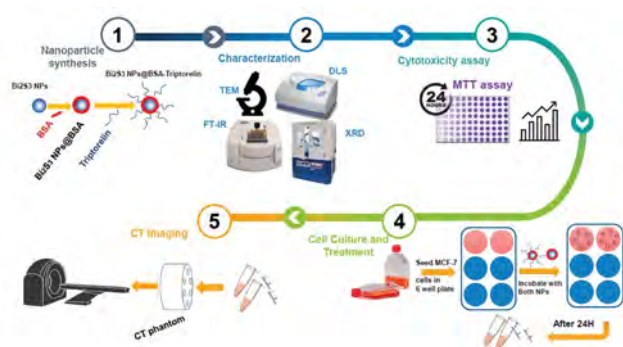 1
Nanoparticle
synthesis
Bi2S3 NPs
BSA
Bi2S3 NPs@BSA
Triptorelin
Bi2S3 NPs@BSA-Triptorelin
2
Characterization
TEM
DLS
FT-IR
XRD
3
Cytotoxicity assay
24
HOURS
MTT assay
4
Cell Culture and
Treatment
Seed MCF-7
cells in
6 well plate
Incubate with
Both NPs
After 24H
5
CT Imaging
CT phantom